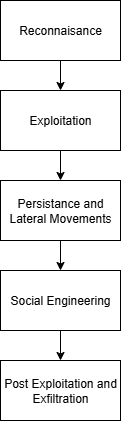 Reconnaisance
Exploitation
Persistance and
Lateral Movements
Social Engineering
Post Exploitation and
Exfiltration